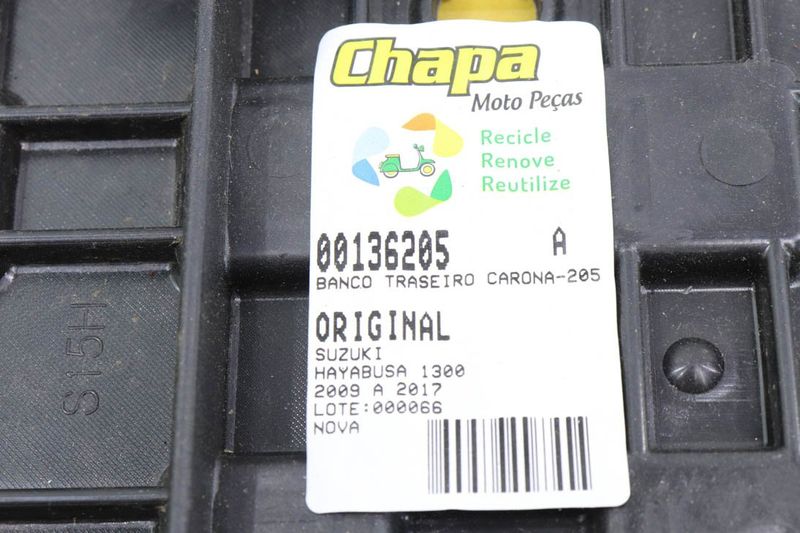 Chapa
Moto Peças
Recicle
Renove
Reutilize
00136205 A
BANCO TRASEIRO CARONA-205
ORIGINAL
SUZUKI
HAYABUSA 1300
2009 A 2017
LOTE:000066
NOVA
S15H